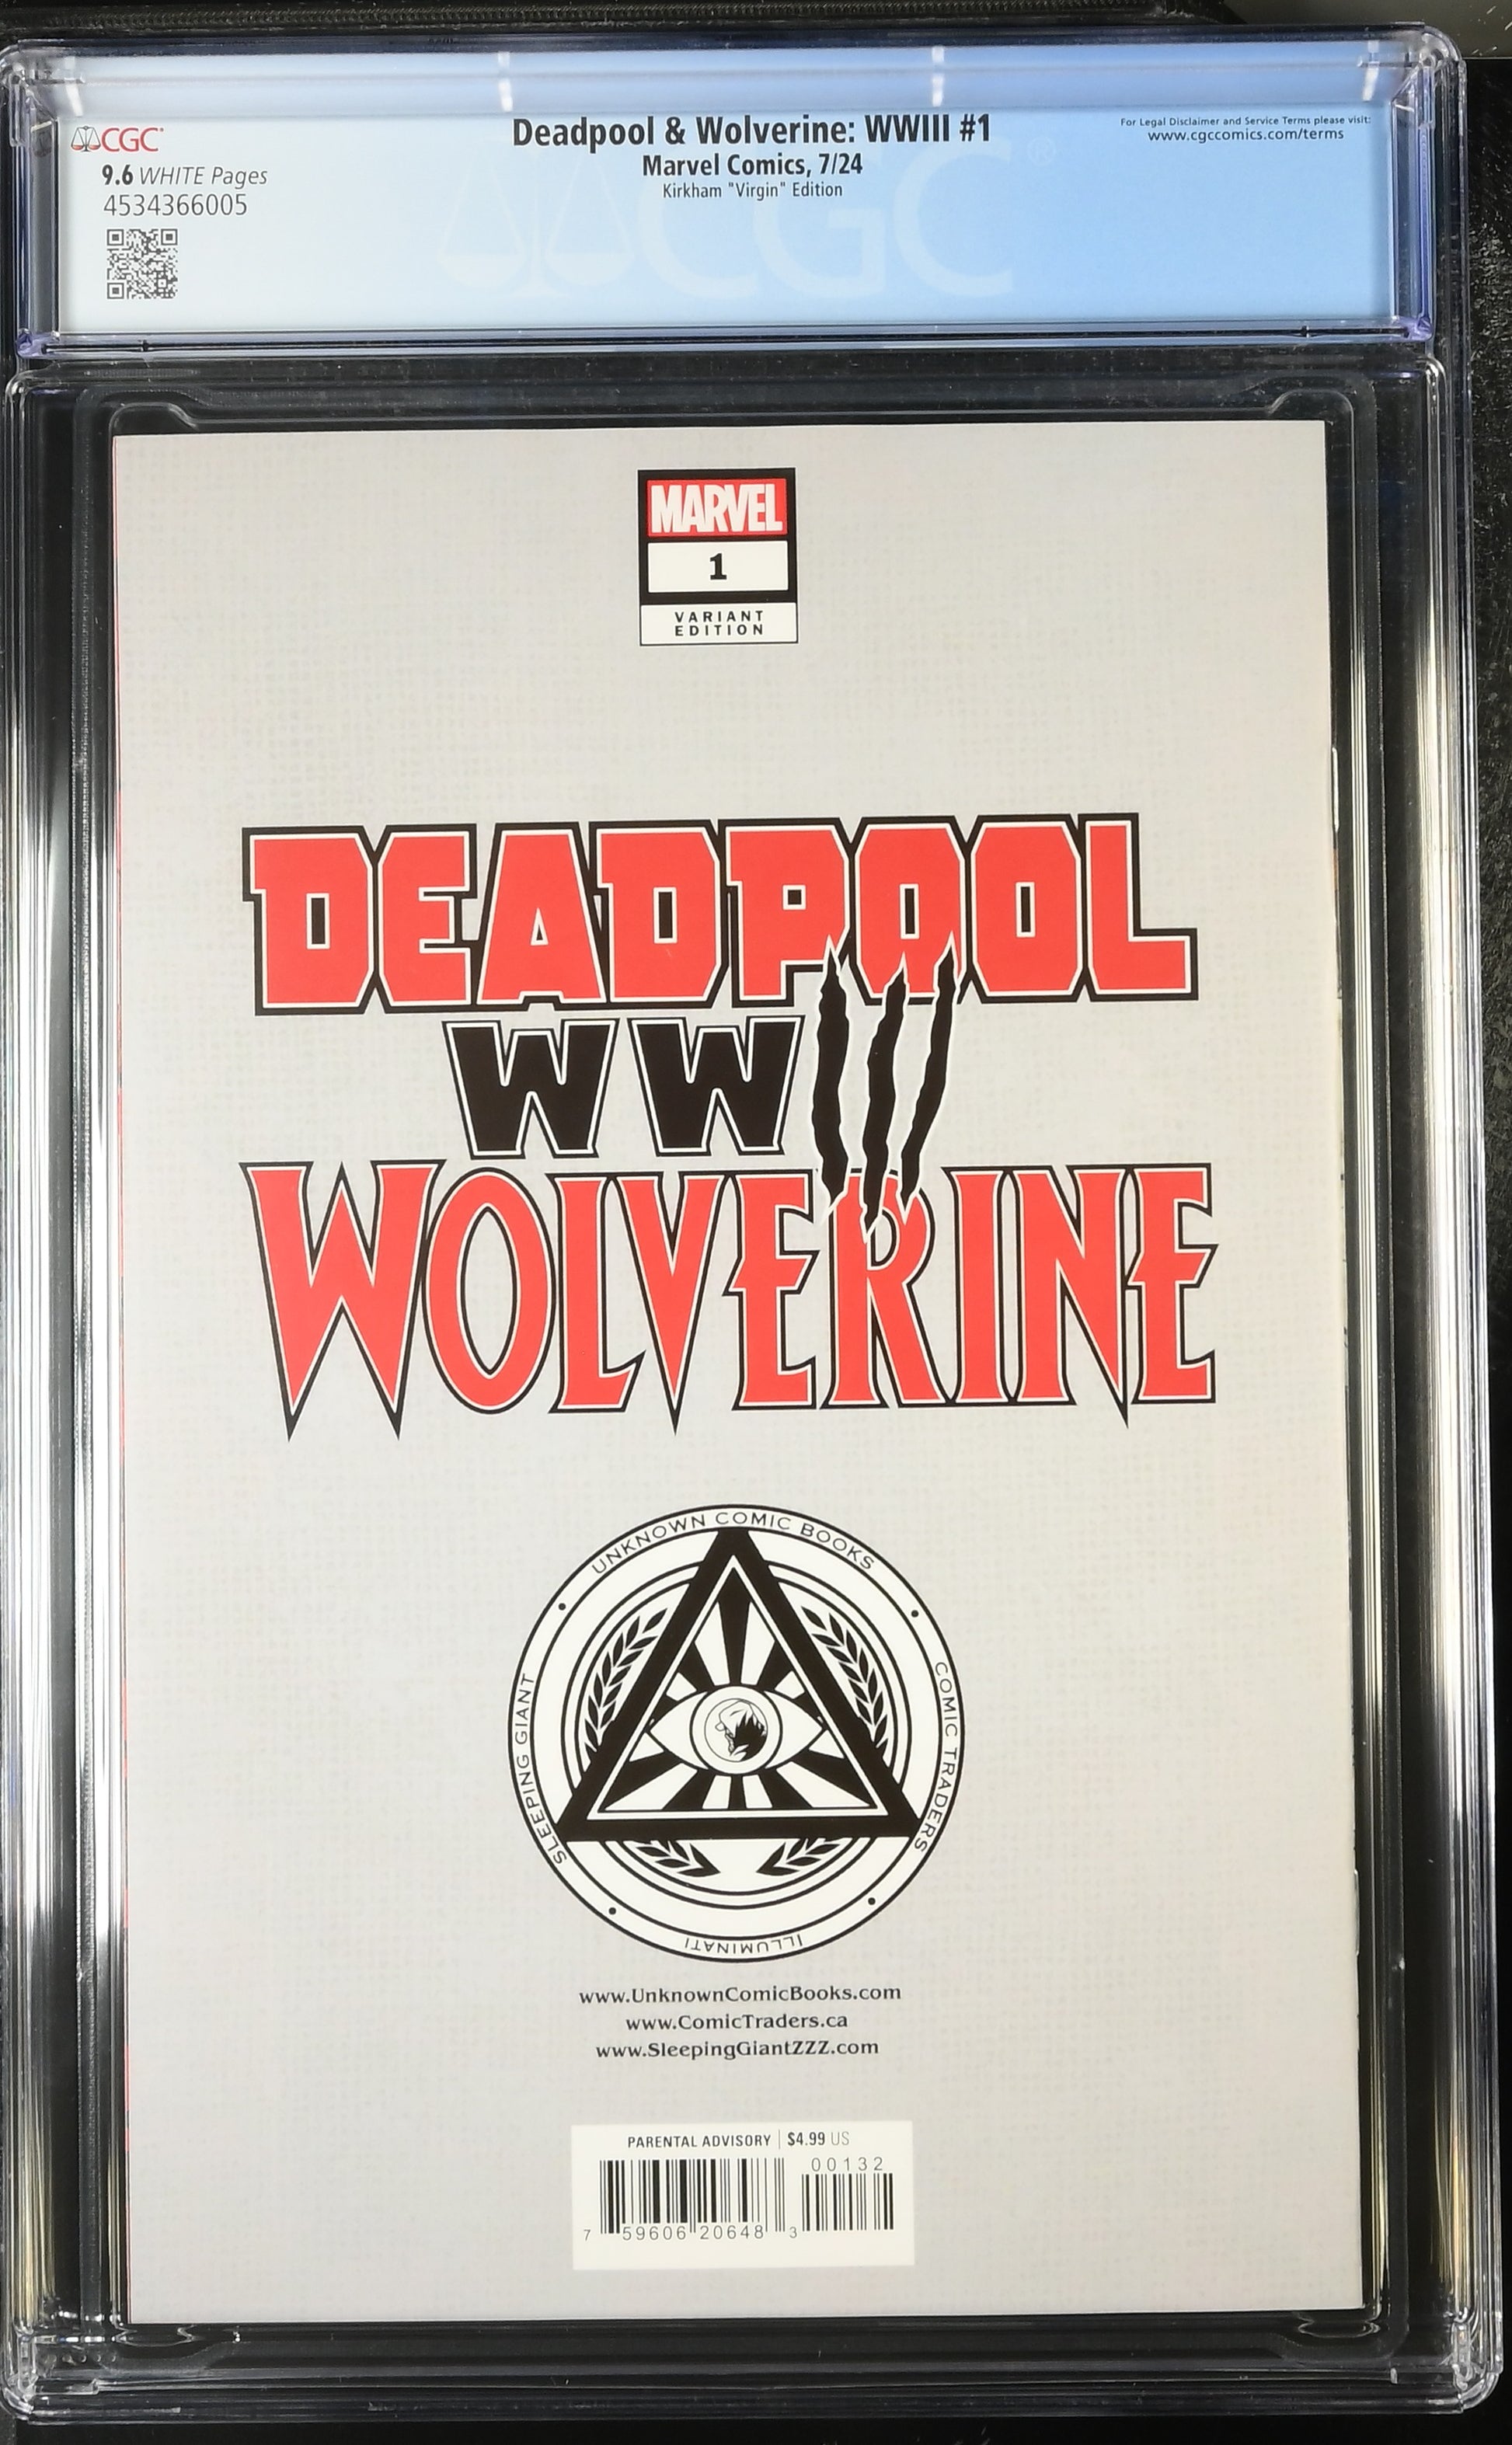 CGC
9.6 WHITE Pages
4534366005
Deadpool & Wolverine: WWIII #1
Marvel Comics, 7/24
Kirkham "Virgin" Edition
For Legal Disclaimer and Service Terms please visit:
www.cgccomics.com/terms
CGC®
MARVEL
1
VARIANT
EDITION
DEADPOOL
WWIII
WOLVERINE
UNKNOWN COMIC BOOKS
COMIC TRADERS
ILLUMINATI
SLEEPING GIANT
www.UnknownComicBooks.com
www.ComicTraders.ca
www.SleepingGiantZZZ.com
PARENTAL ADVISORY | $4.99 US
00132
7 59606 20648 3